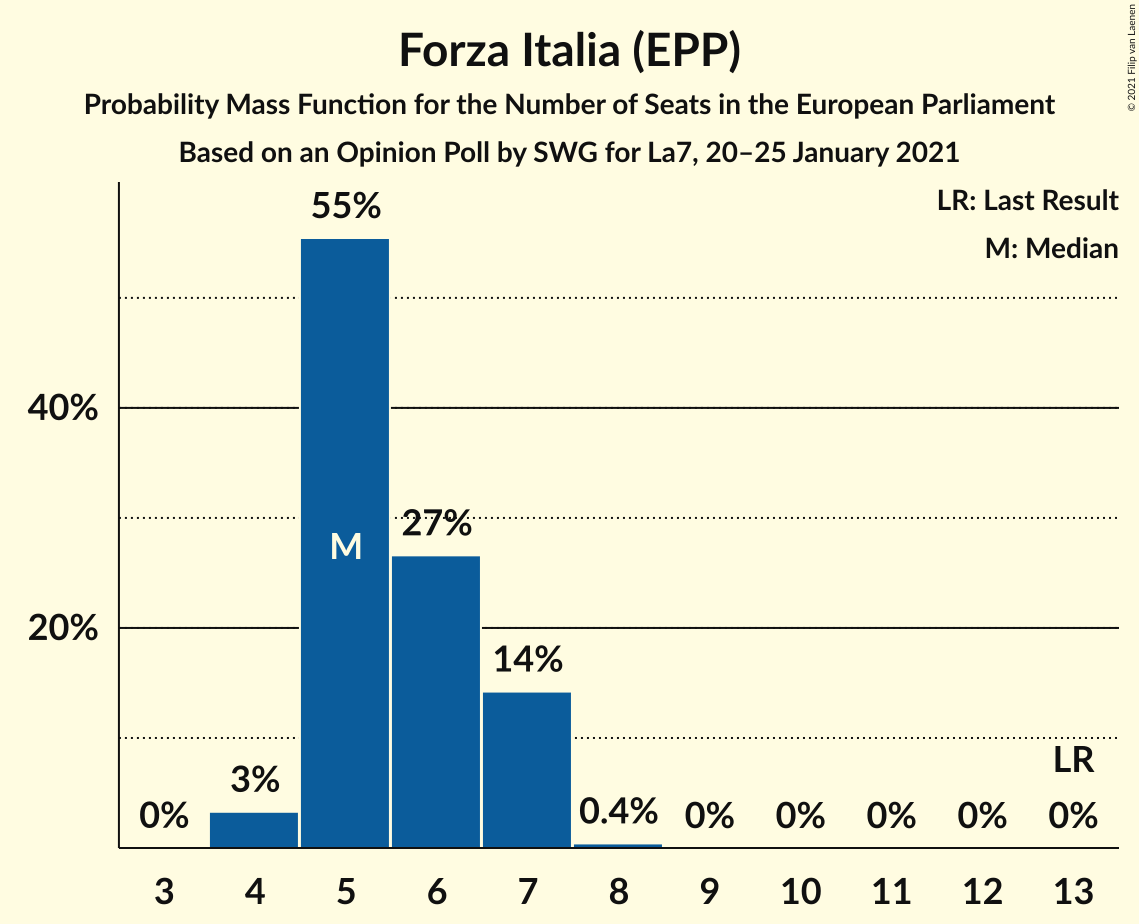 Forza Italia (EPP)
Probability Mass Function for the Number of Seats in the European Parliament
Based on an Opinion Poll by SWG for La7, 20–25 January 2021
© 2021 Filip van Laenen
LR: Last Result
M: Median
55%
40%
27%
M
20%
14%
LR
3%
0% 0.4% 0% 0% 0% 0% 0%
3 4 5 6 7 8 9 10 11 12 13